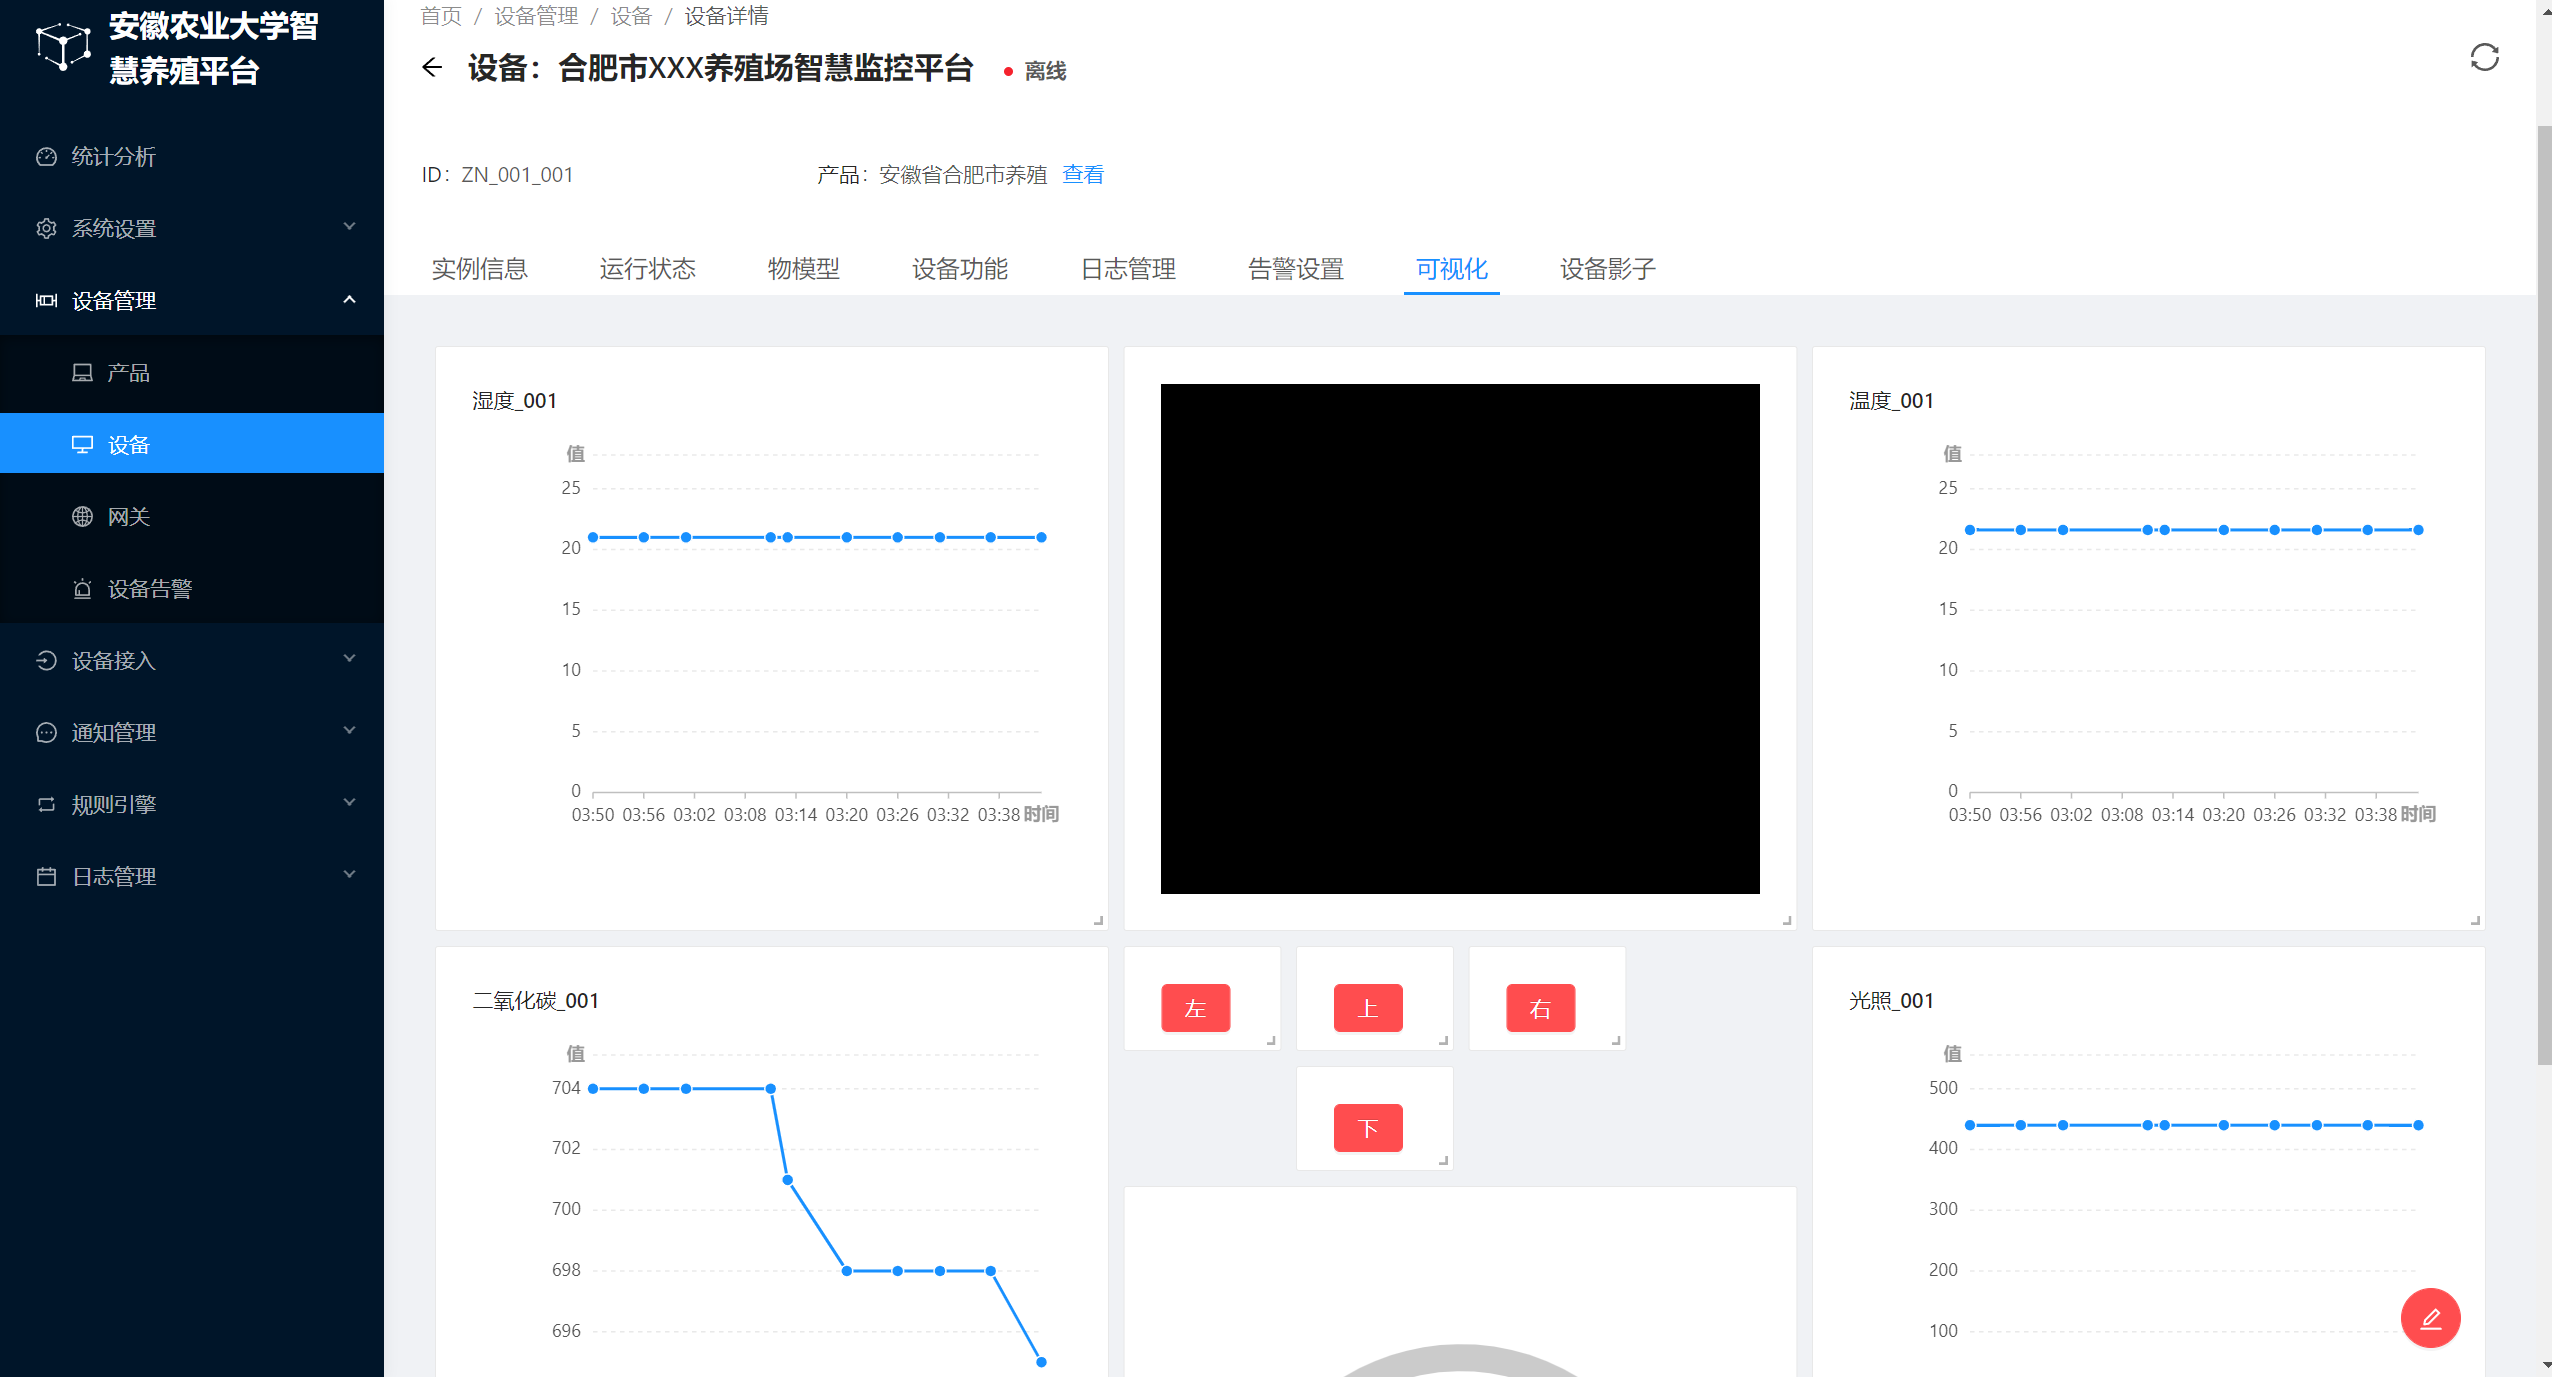 安徽农业大学智
慧养殖平台
统计分析
系统设置
设备管理
产品
设备
网关
设备告警
设备接入
通知管理
规则引擎
日志管理
首页 / 设备管理 / 设备 / 设备详情
设备：合肥市XXX养殖场智慧监控平台 离线
ID：ZN_001_001 产品：安徽省合肥市养殖 查看
实例信息 运行状态 物模型 设备功能 日志管理 告警设置 可视化 设备影子
湿度_001
值
25
20
15
10
5
0
03:50 03:56 03:02 03:08 03:14 03:20 03:26 03:32 03:38 时间
温度_001
值
25
20
15
10
5
0
03:50 03:56 03:02 03:08 03:14 03:20 03:26 03:32 03:38 时间
二氧化碳_001
值
704
702
700
698
696
左 上 右
下
光照_001
值
500
400
300
200
100